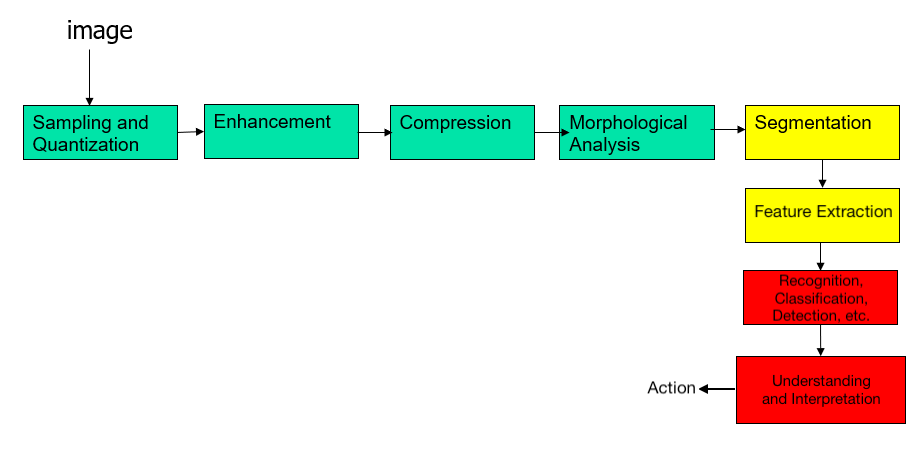 image
Sampling and
Quantization
Enhancement
Compression
Morphological
Analysis
Segmentation
Feature Extraction
Recognition,
Classification,
Detection, etc.
Understanding
and Interpretation
Action